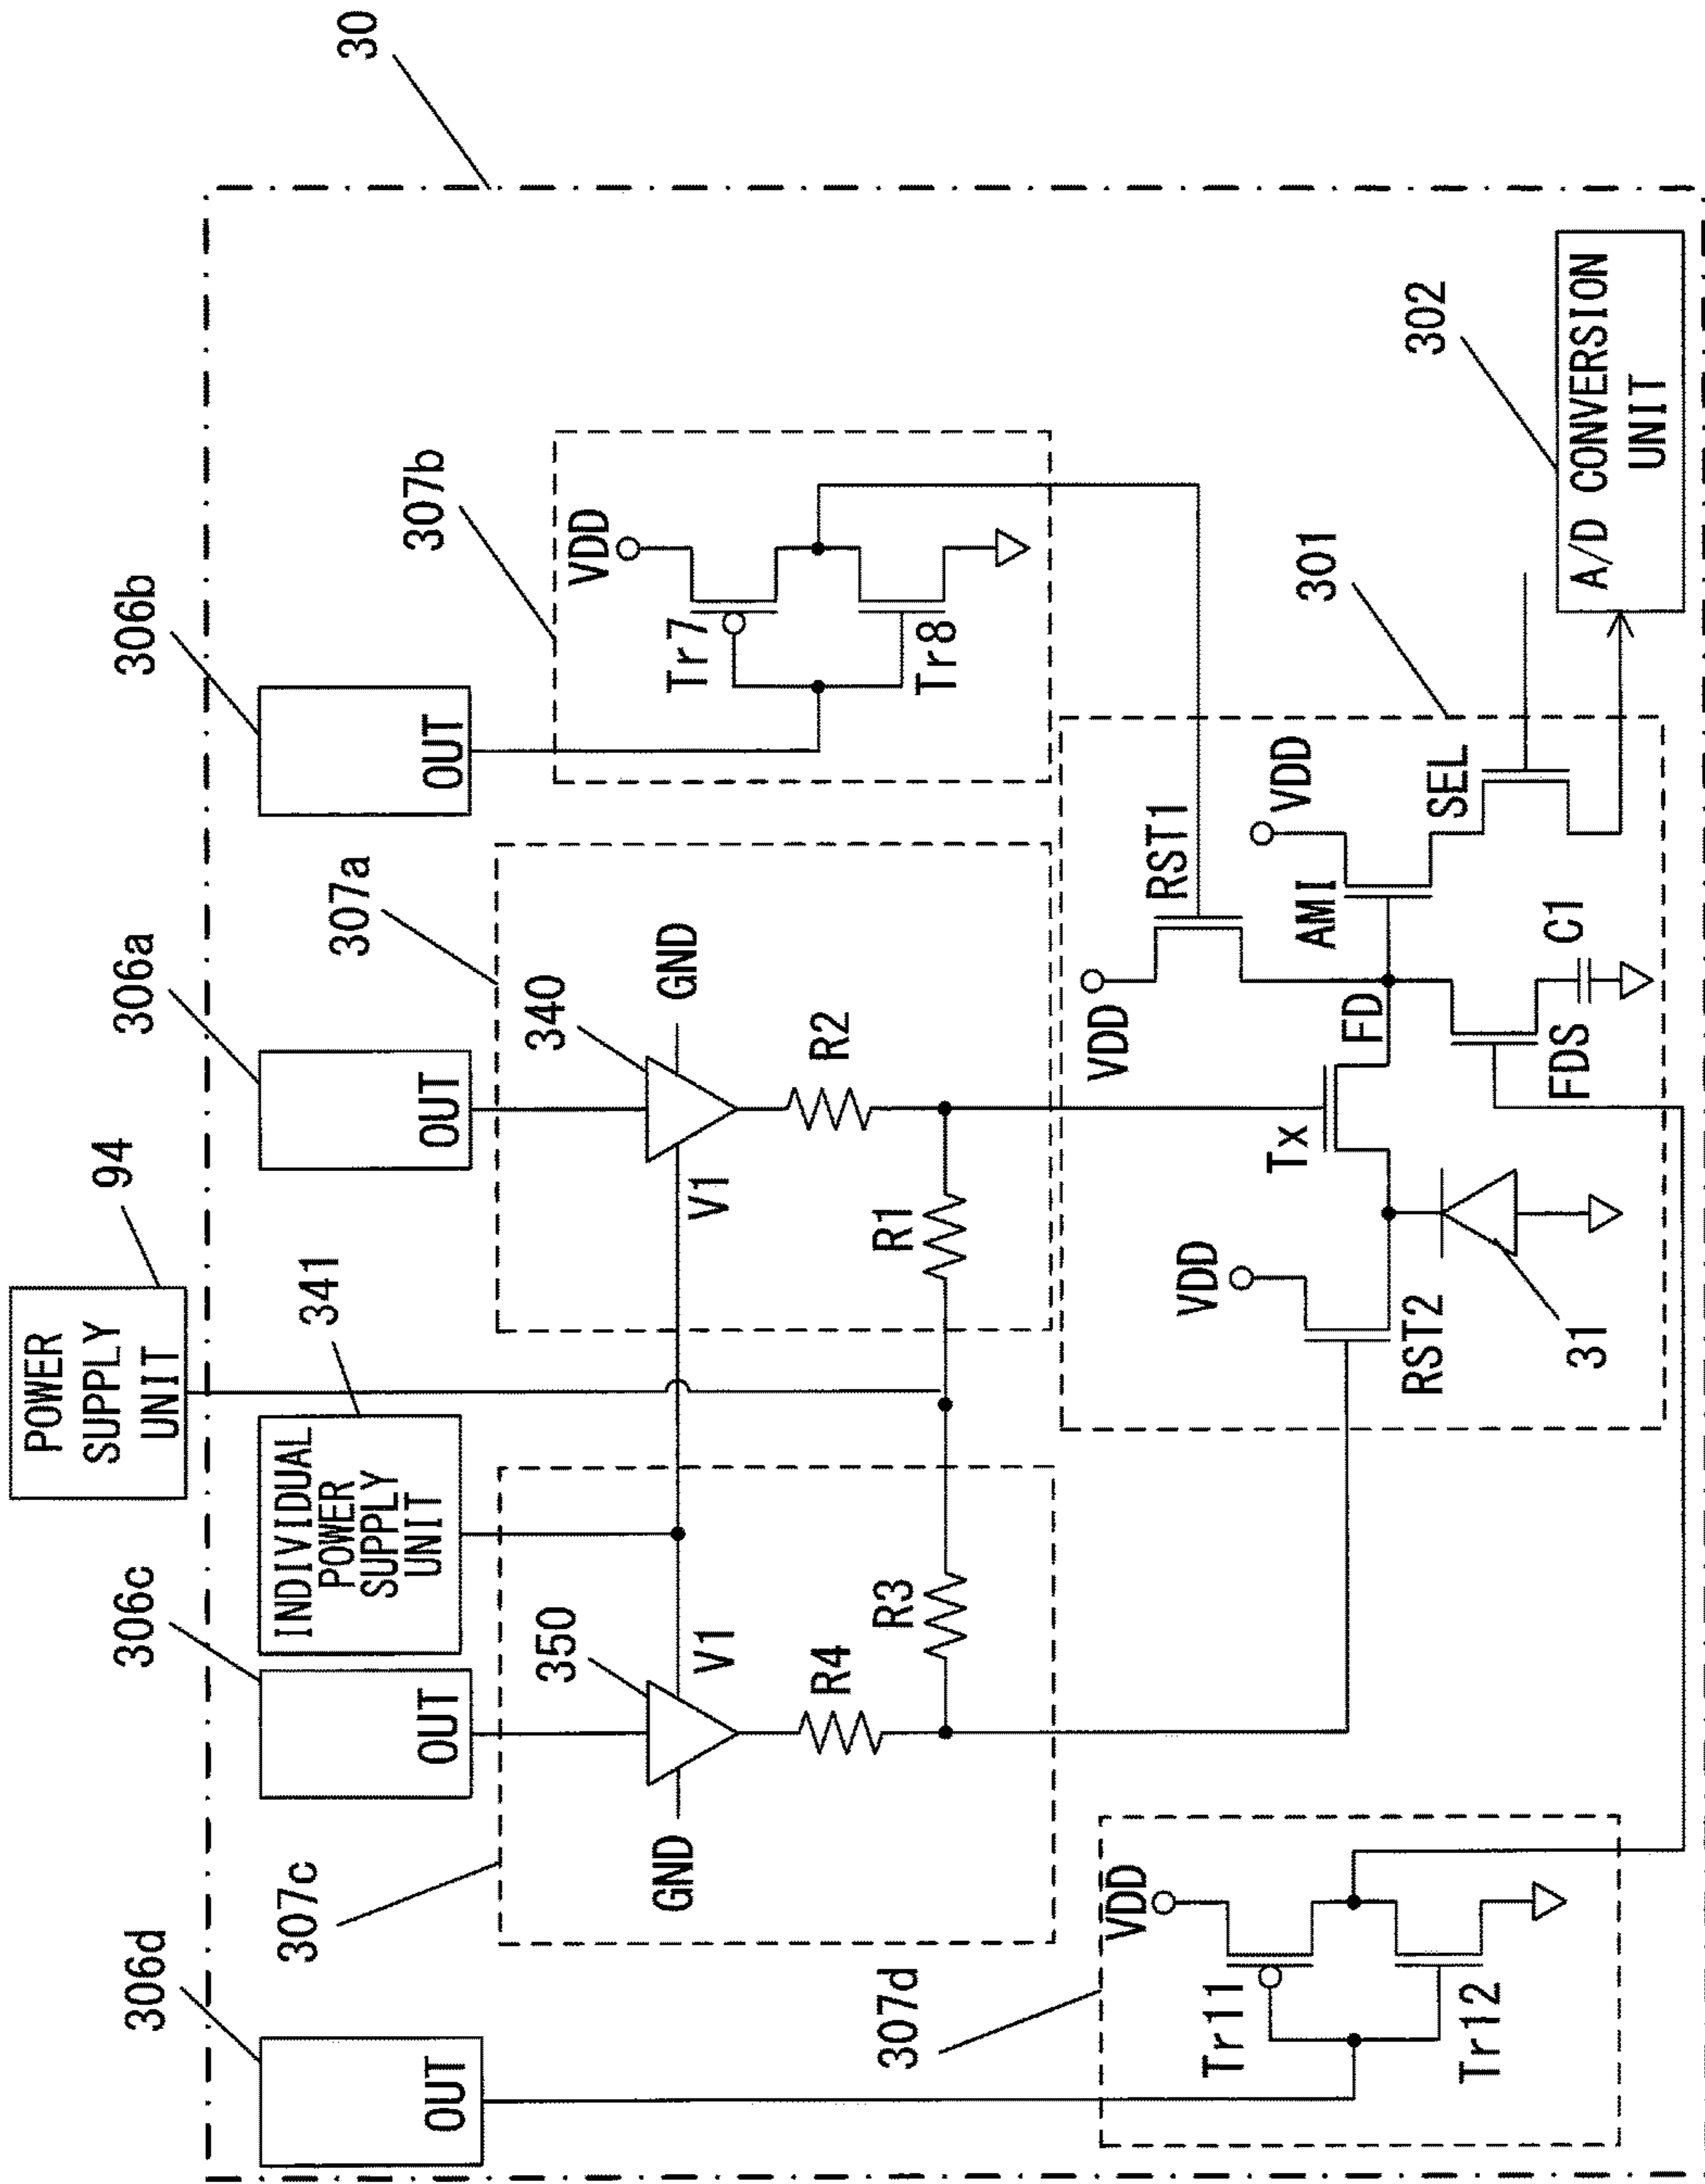 30
306d
306c
94
306a
306b
POWER
SUPPLY
UNIT
OUT
OUT
INDIVIDUAL
POWER
SUPPLY
UNIT
341
OUT
OUT
307c
307a
307b
350
340
GND
V1
V1
GND
VDD
Tr7
Tr8
R4
R2
R3
R1
307d
301
302
VDD
Tr11
Tr12
VDD
RST1
VDD
VDD
AMI
SEL
RST2
Tx
FD
31
FDS
C1
A/D CONVERSION
UNIT